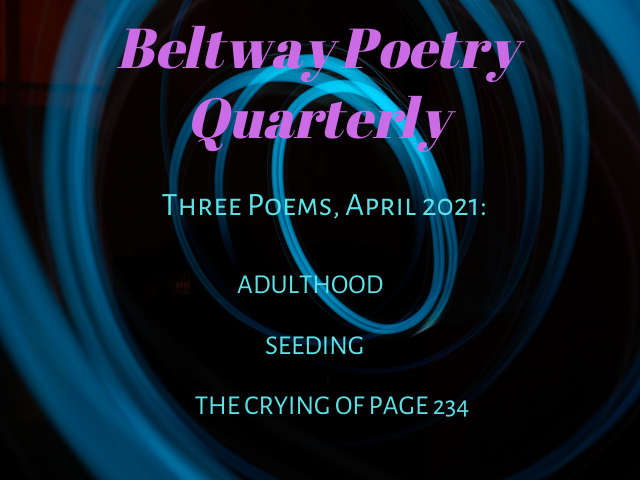 Beltway Poetry
Quarterly
Three Poems, April 2021:
ADULTHOOD
SEEDING
THE CRYING OF PAGE 234